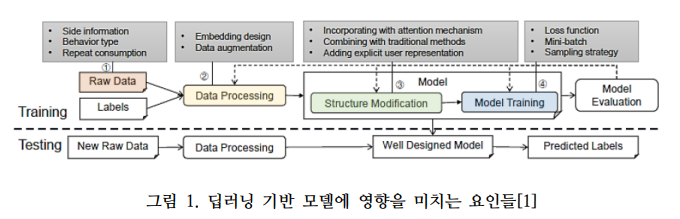 • Side information
• Behavior type
• Repeat consumption
• Embedding design
• Data augmentation
• Incorporating with attention mechanism
• Combining with traditional methods
• Adding explicit user representation
• Loss function
• Mini-batch
• Sampling strategy
①
②
③
④
Raw Data
Labels
Data Processing
Model
Structure Modification
Model Training
Model
Evaluation
Training
Testing
New Raw Data
Data Processing
Well Designed Model
Predicted Labels
그림 1. 딥러닝 기반 모델에 영향을 미치는 요인들[1]